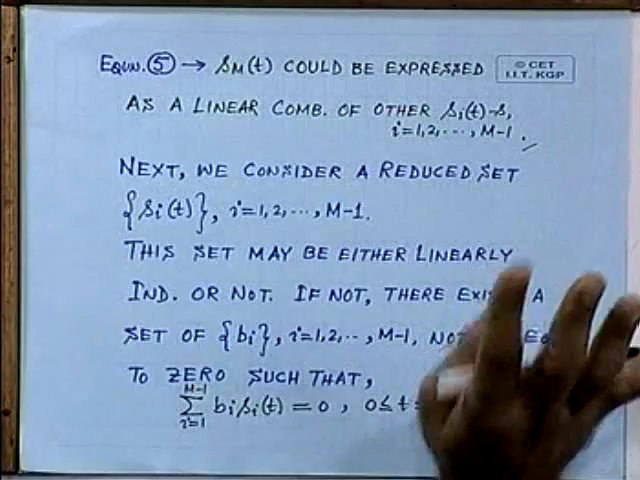 EQUN. (5) → SM(t) COULD BE EXPRESSED
© CET
I.I.T. KGP
AS A LINEAR COMB. OF OTHER Si(t)-S,
i=1,2,..., M-1.
NEXT, WE CONSIDER A REDUCED SET
{Si(t)}, i=1,2,..., M-1.
THIS SET MAY BE EITHER LINEARLY
IND. OR NOT. IF NOT, THERE A
SET OF {bi}, i=1,2,.., M-1,
TO ZERO SUCH THAT,
M-1
∑ biSi(t) = 0, 0≤t
i=1